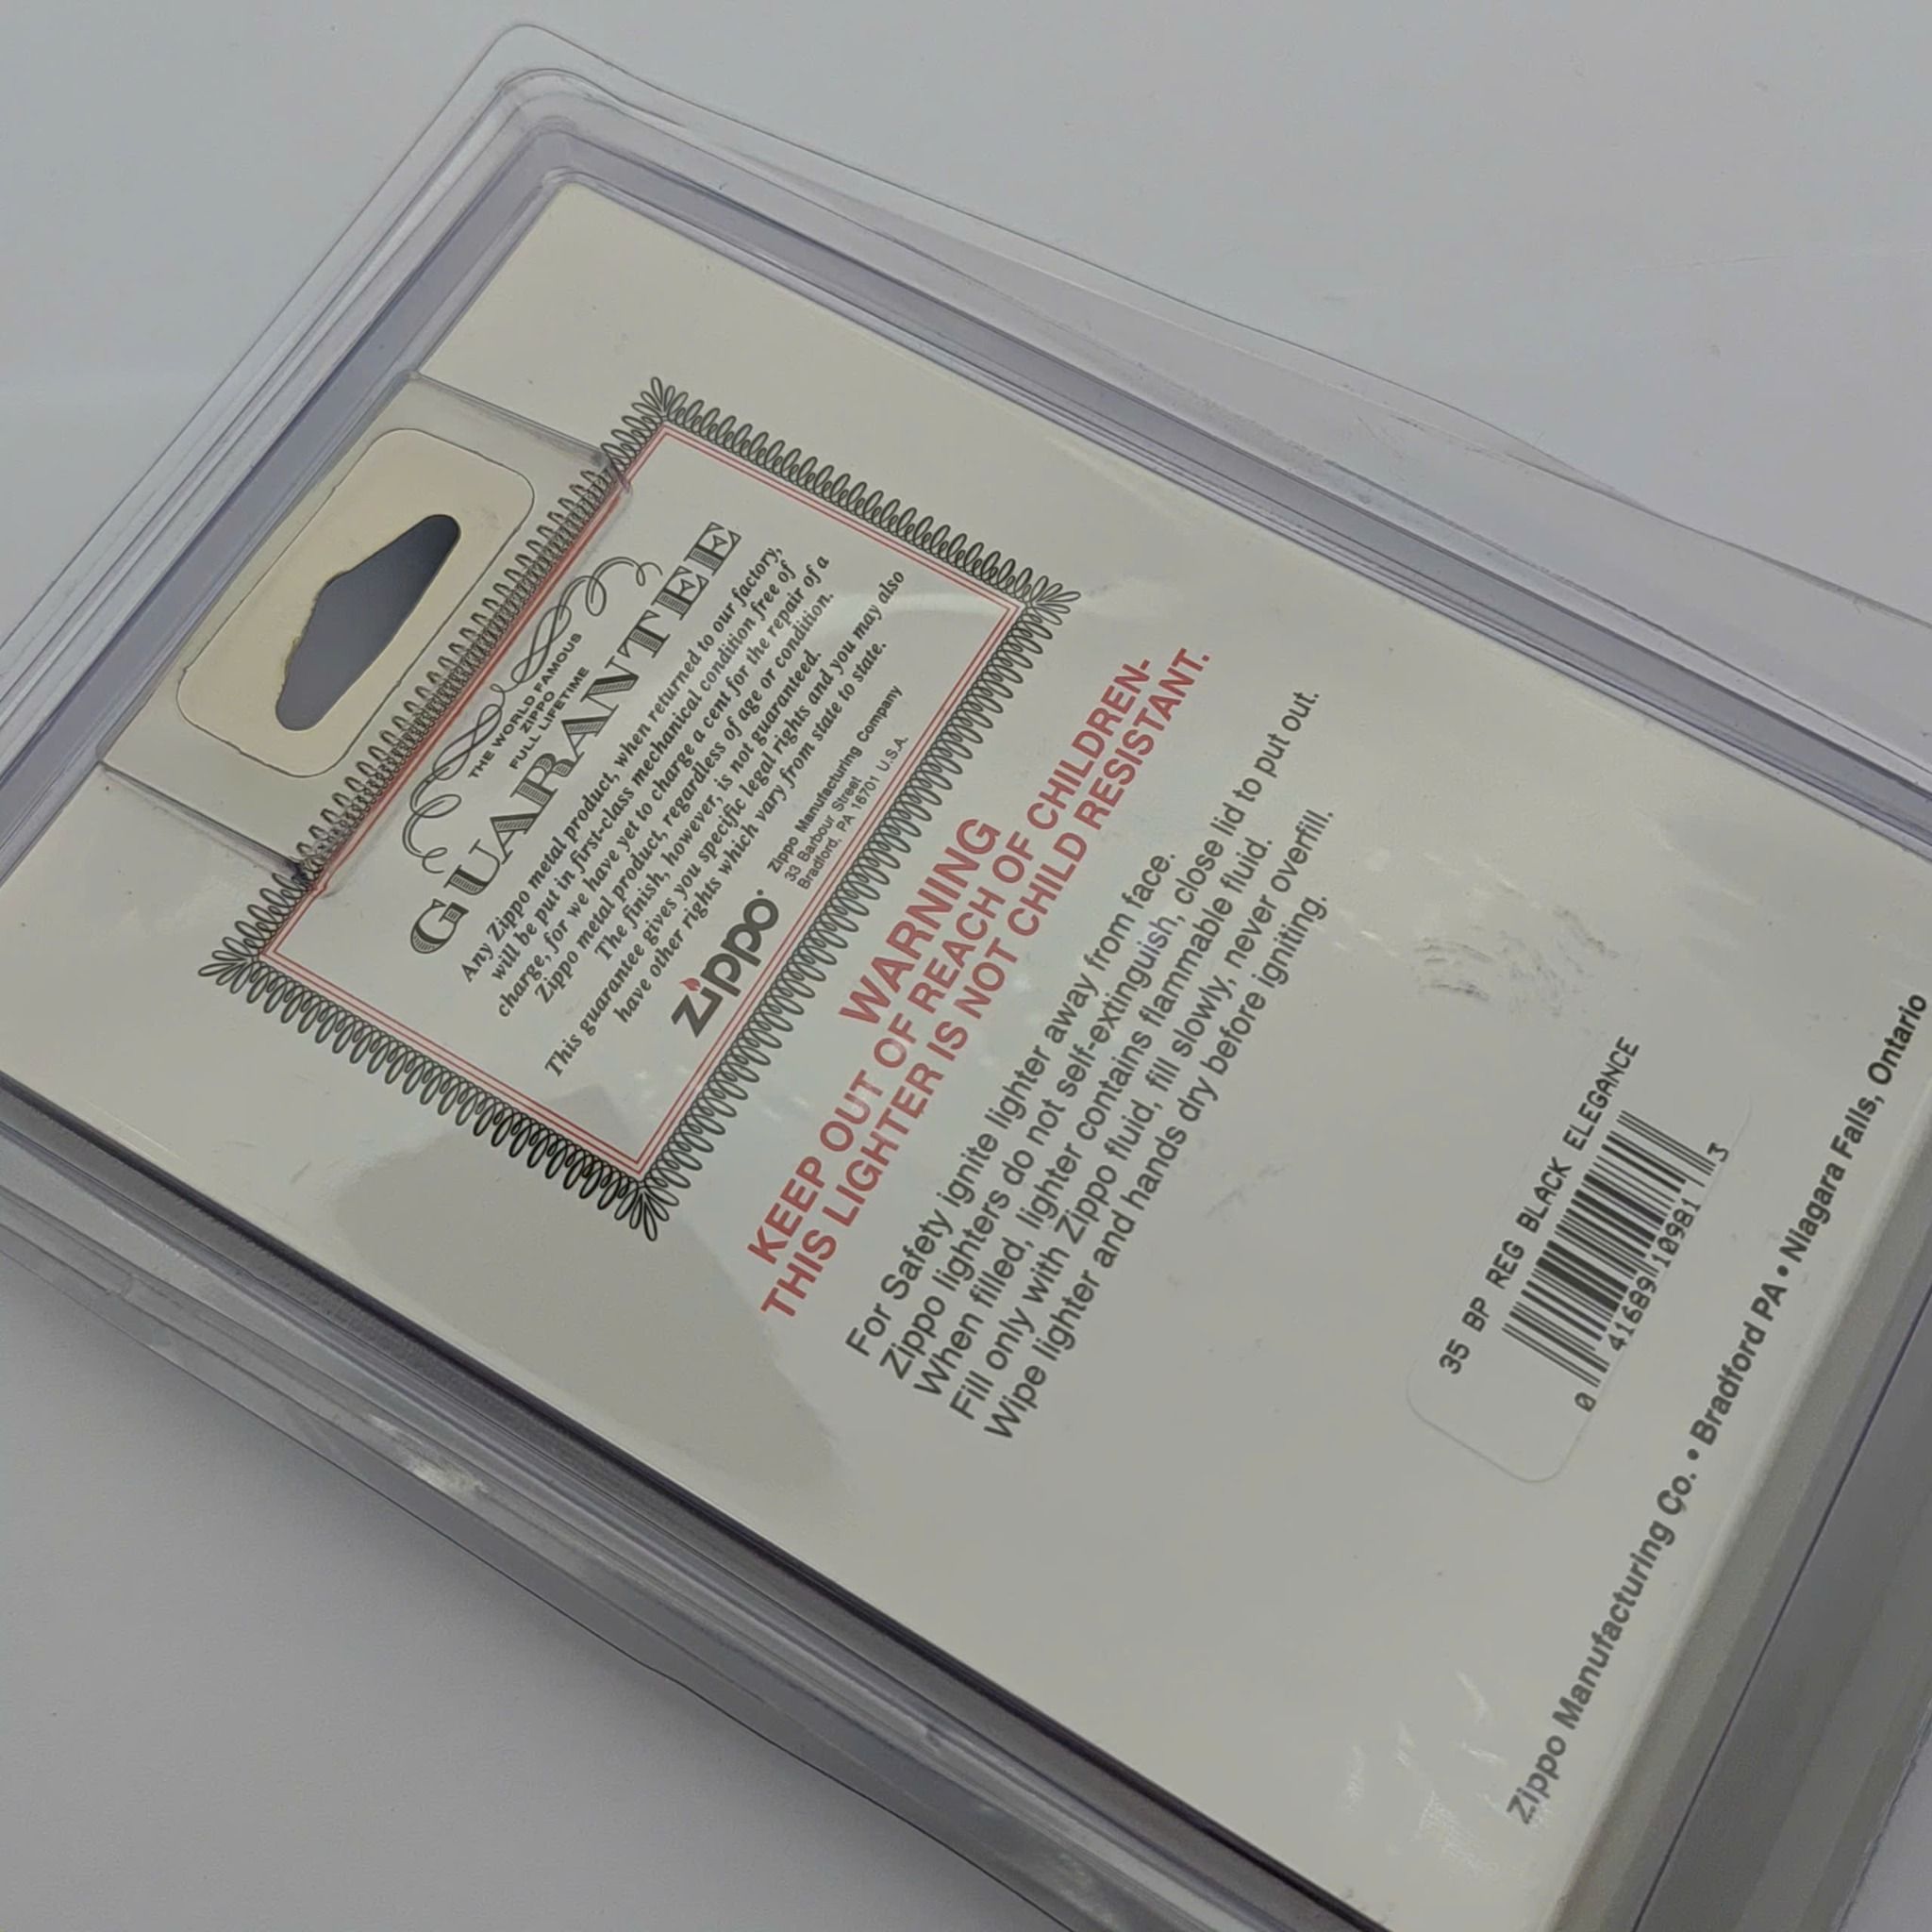 THE WORLD FAMOUS
ZIPPO
FULL LIFETIME
GUARANTEE
Any Zippo metal product, when returned to our factory,
will be put in first-class mechanical condition free of
charge, for we have yet to charge a cent for the repair of a
Zippo metal product, regardless of age or condition.
The finish, however, is not guaranteed.
This guarantee gives you specific legal rights and you may also
have other rights which vary from state to state.
zippo
Zippo Manufacturing Company
33 Barbour Street
Bradford, PA 16701 U.S.A.
WARNING
KEEP OUT OF REACH OF CHILDREN-
THIS LIGHTER IS NOT CHILD RESISTANT.
For Safety ignite lighter away from face.
Zippo lighters do not self-extinguish, close lid to put out.
When filled, lighter contains flammable fluid.
Fill only with Zippo fluid, fill slowly, never overfill,
Wipe lighter and hands dry before igniting.
35 BP REG BLACK ELEGANCE
0 41689 10981 3
Zippo Manufacturing Co. • Bradford PA • Niagara Falls, Ontario